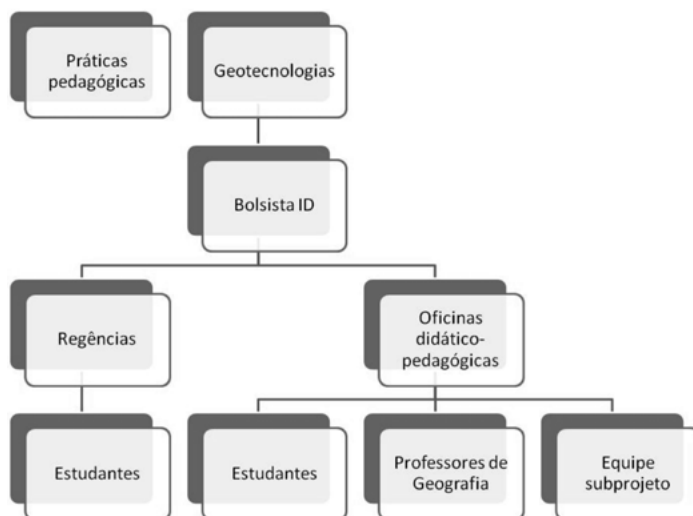 Práticas
pedagógicas
Geotecnologias
Bolsista ID
Regências
Oficinas
didático-
pedagógicas
Estudantes
Estudantes
Professores de
Geografia
Equipe
subprojeto